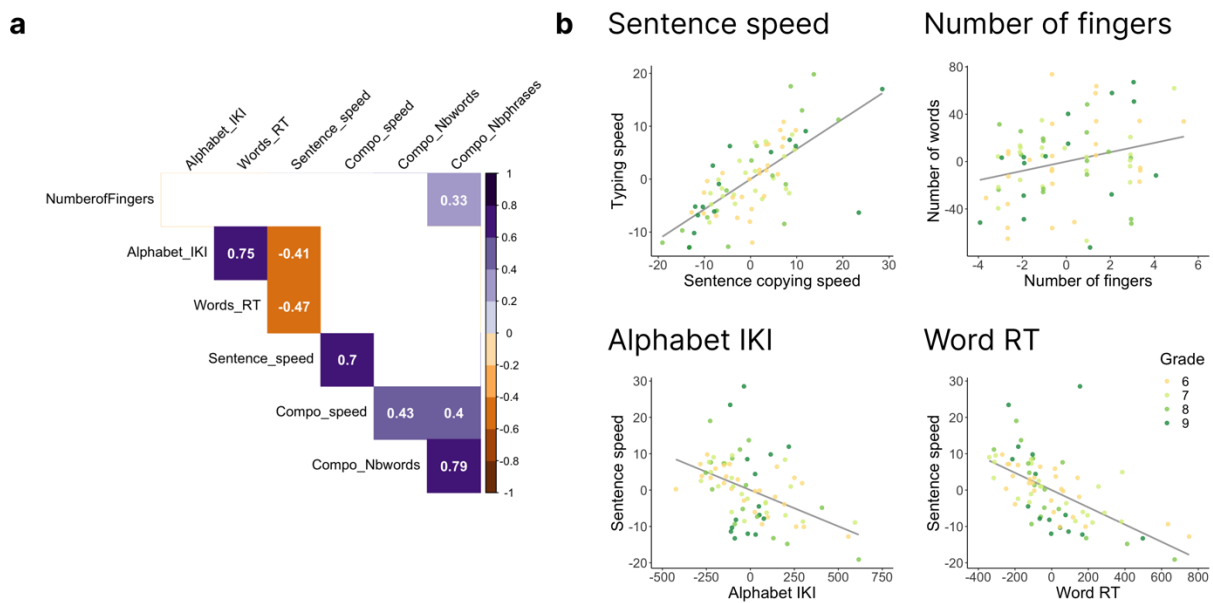 a
Alphabet_IKI
Words_RT
Sentence_speed
Compo_speed
Compo_Nbwords
Compo_Nbphrases
NumberofFingers
0.33
Alphabet_IKI
0.75 -0.41
Words_RT
-0.47
Sentence_speed
0.7
Compo_speed
0.43 0.4
Compo_Nbwords
0.79
1
0.8
0.6
0.4
0.2
0
-0.2
-0.4
-0.6
-0.8
-1
b
Sentence speed
Typing speed
20
10
0
-10
-20 -10 0 10 20 30
Sentence copying speed
Number of fingers
Number of words
80
40
0
-40
-4 -2 0 2 4 6
Number of fingers
Alphabet IKI
Sentence speed
30
20
10
0
-10
-20
-500 -250 0 250 500 750
Alphabet IKI
Word RT
Sentence speed
30
20
10
0
-10
-20
-400 -200 0 200 400 600 800
Word RT
Grade
6
7
8
9